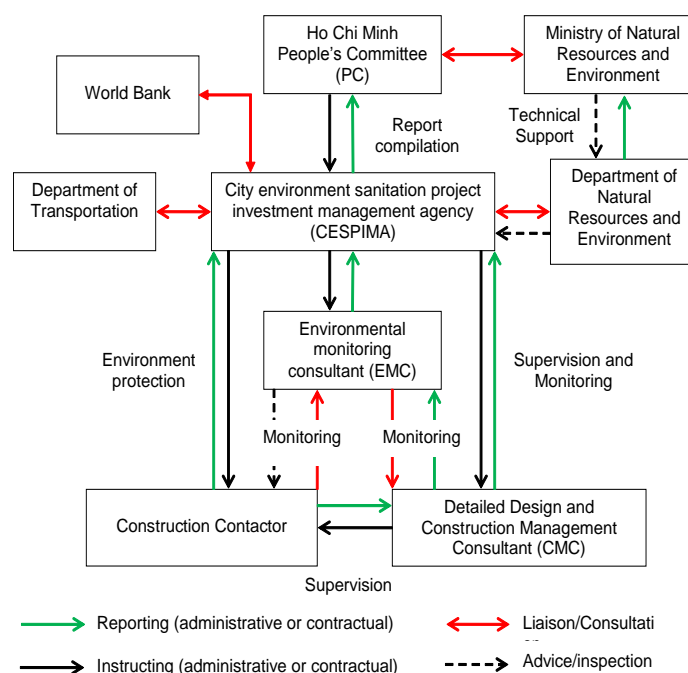 Ho Chi Minh
People's Committee
(PC)
Ministry of Natural
Resources and
Environment
World Bank
Report
compilation
Technical
Support
Department of
Transportation
City environment sanitation project
investment management agency
(CESPIMA)
Department of
Natural
Resources and
Environment
Environmental
monitoring
consultant (EMC)
Environment
protection
Supervision and
Monitoring
Monitoring
Monitoring
Construction Contactor
Detailed Design and
Construction Management
Consultant (CMC)
Supervision
Reporting (administrative or contractual)
Liaison/Consultati
Instructing (administrative or contractual)
Advice/inspection